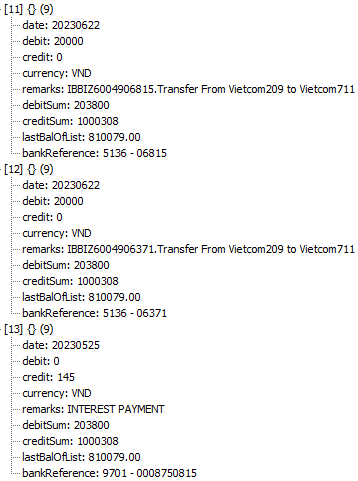 [11] {} (9)
date: 20230622
debit: 20000
credit: 0
currency: VND
remarks: IBBIZ6004906815.Transfer From Vietcom209 to Vietcom711
debitSum: 203800
creditSum: 1000308
lastBalOfList: 810079.00
bankReference: 5136 - 06815
[12] {} (9)
date: 20230622
debit: 20000
credit: 0
currency: VND
remarks: IBBIZ6004906371.Transfer From Vietcom209 to Vietcom711
debitSum: 203800
creditSum: 1000308
lastBalOfList: 810079.00
bankReference: 5136 - 06371
[13] {} (9)
date: 20230525
debit: 0
credit: 145
currency: VND
remarks: INTEREST PAYMENT
debitSum: 203800
creditSum: 1000308
lastBalOfList: 810079.00
bankReference: 9701 - 0008750815